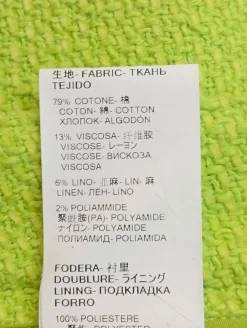 生地- FABRIC- ТКАНЬ
TEJIDO
79% COTONE- 棉
COTON- 綿- COTTON
ХЛОПОК- ALGODÓN
13% VISCOSA- 纤维胶
VISCOSE- レーヨン
VISCOSE- ВИСКОЗА
VISCOSA
6% LINO- 亚麻- LIN- 麻
LINEN- ЛЁН- LINO
2% POLIAMMIDE
聚酰胺(PA)- POLYAMIDE
ナイロン- POLYAMIDE
ПОЛИАМИД- POLIAMIDA
FODERA- 衬里
DOUBLURE- ライニング
LINING- ПОДКЛАДКА
FORRO
100% POLIESTERE
POLYESTER